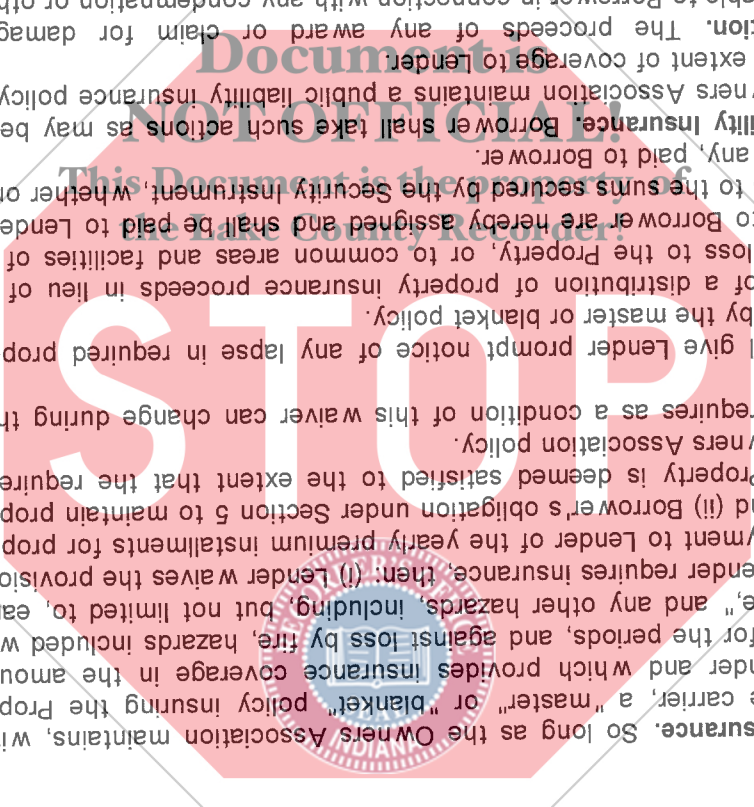 nsurance. So long as the Owners Association maintains, wi
e carrier, a "master" or "blanket" policy insuring the Prop
nder and which provides insurance coverage in the amou
for the periods, and against loss by fire, hazards included w
e," and any other hazards, including, but not limited to, ear
ender requires insurance, then: (i) Lender waives the provision
yment to Lender of the yearly premium installments for prop
nd (ii) Borrower's obligation under Section 5 to maintain prop
Property is deemed satisfied to the extent that the require
ners Association policy.
requires as a condition of this waiver can change during th
l give Lender prompt notice of any lapse in required prop
by the master or blanket policy.
of a distribution of property insurance proceeds in lieu of
loss to the Property, or to common areas and facilities of
to Borrower are hereby assigned and shall be paid to Lende
to the sums secured by the Security Instrument, whether or
any, paid to Borrower.
ility Insurance. Borrower shall take such actions as may be
ners Association maintains a public liability insurance policy
extent of coverage to Lender.
tion. The proceeds of any award or claim for damag
able to Borrower in connection with any condemnation or oth
Document is
NOT OFFICIAL!
This Document is the property of
the Lake County Recorder!
STOP
INDIANA